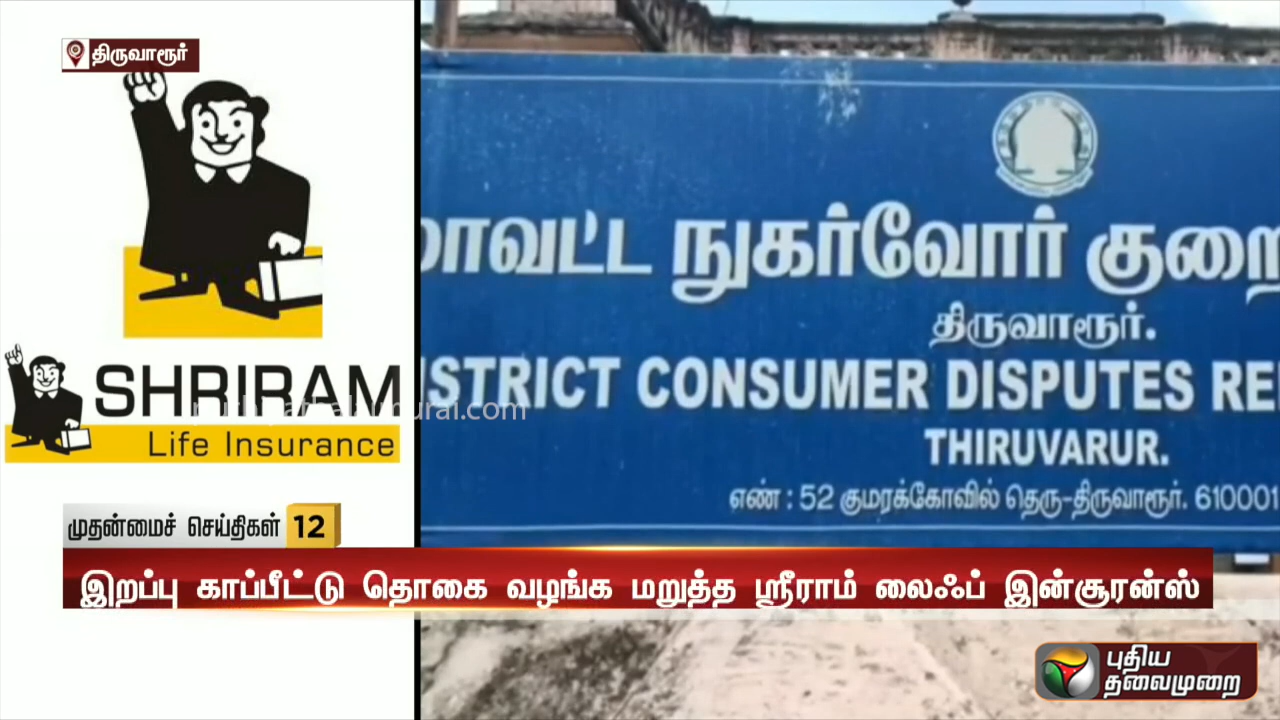 திருவாரூர்
SHRIRAM
Life Insurance
மாவட்ட நுகர்வோர் குறை
திருவாரூர்.
ISTRICT CONSUMER DISPUTES RE
THIRUVARUR.
எண் : 52 குமரக்கோவில் தெரு-திருவாரூர். 610001
முதன்மைச் செய்திகள் 12
இறப்பு காப்பீட்டு தொகை வழங்க மறுத்த ஸ்ரீராம் லைஃப் இன்சூரன்ஸ்
புதிய
தலைமுறை